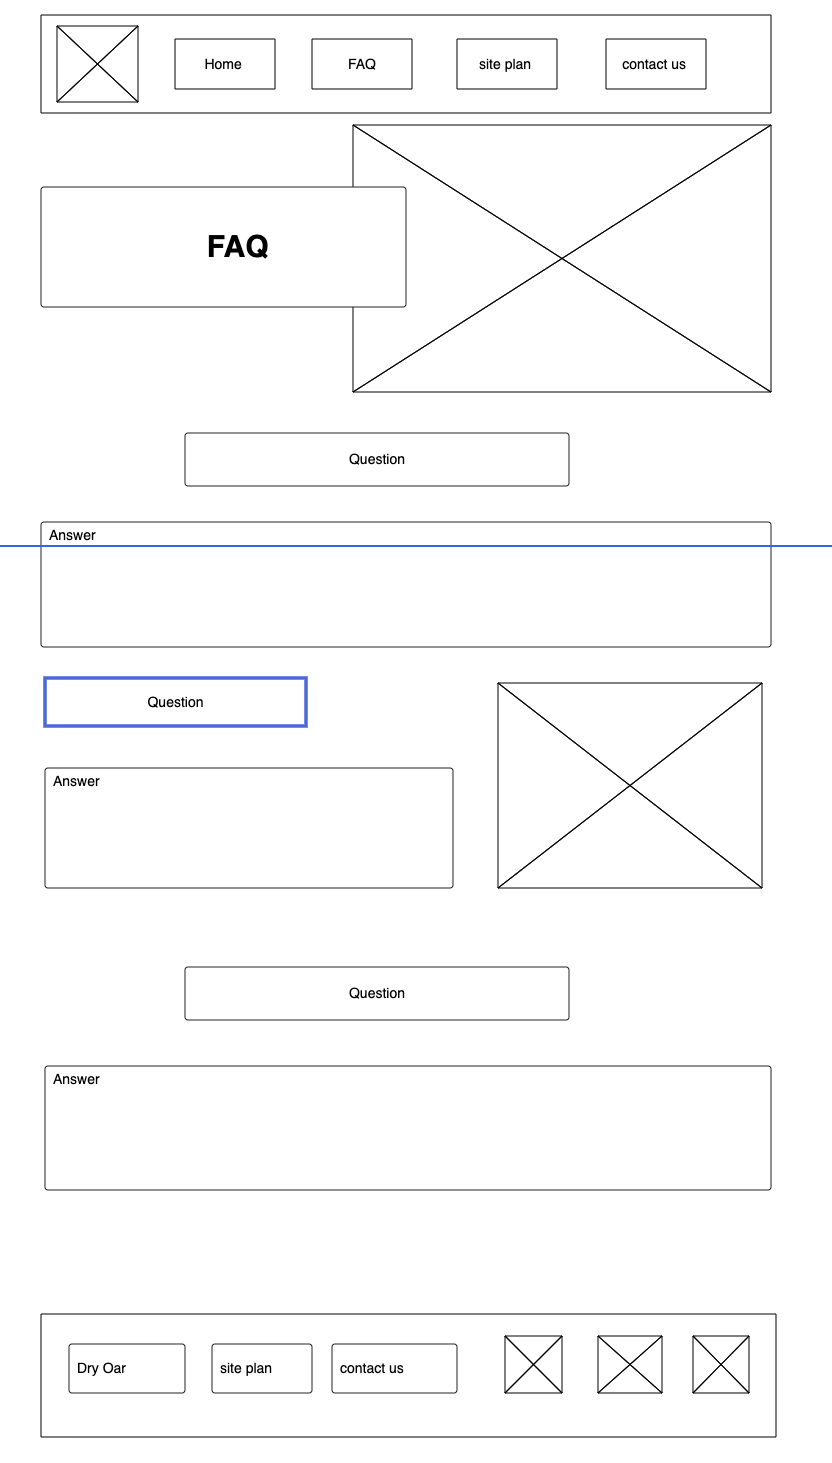 Home
FAQ
site plan
contact us
FAQ
Question
Answer
Question
Answer
Question
Answer
Dry Oar
site plan
contact us